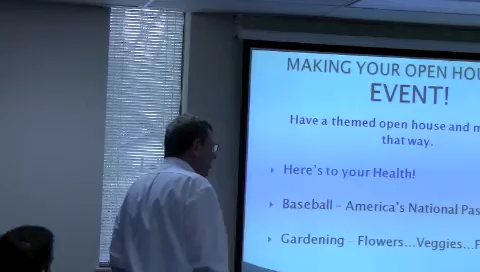 MAKING YOUR OPEN HOU
EVENT!
Have a themed open house and m
that way.
Here's to your Health!
Baseball – America's National Pas
Gardening – Flowers...Veggies...F